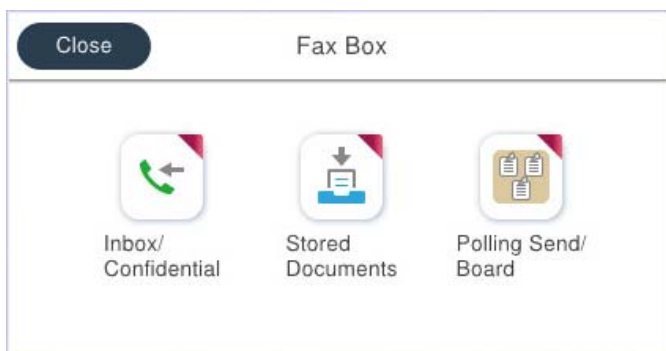 Close
Fax Box
Inbox/
Confidential
Stored
Documents
Polling Send/
Board